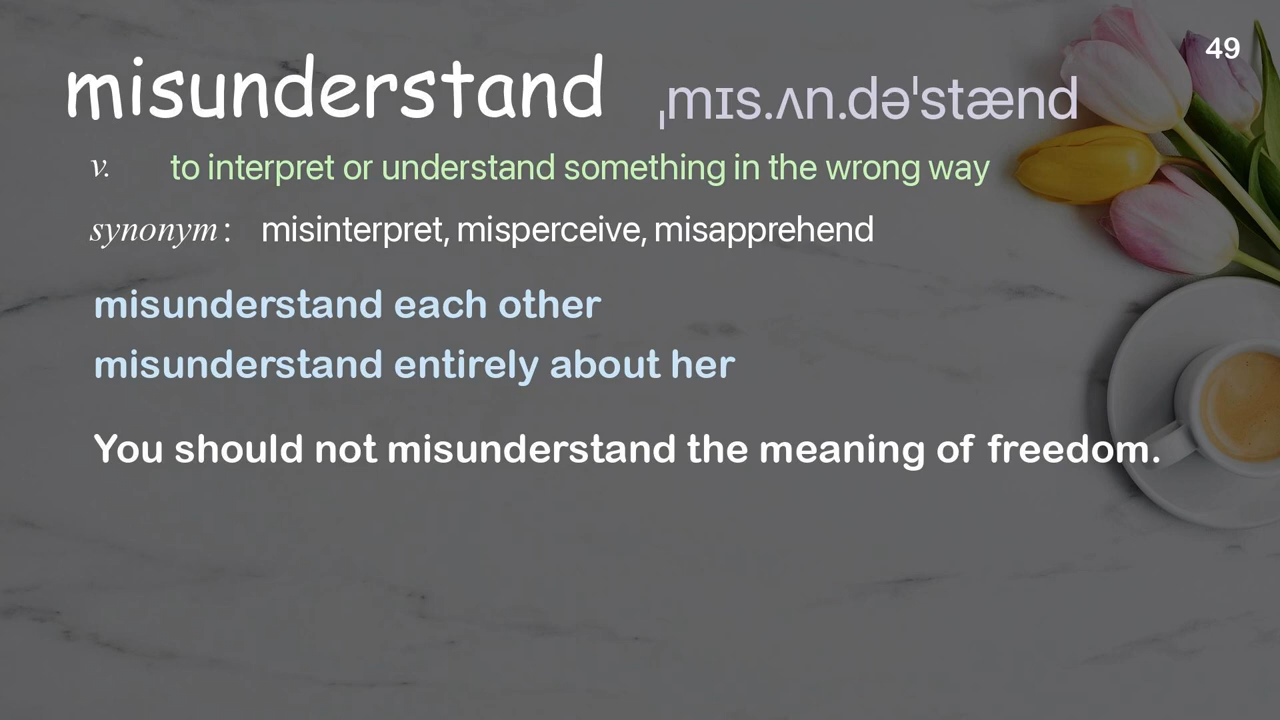 49
misunderstand ˌmɪs.ʌn.dəˈstænd
v. to interpret or understand something in the wrong way
synonym: misinterpret, misperceive, misapprehend
misunderstand each other
misunderstand entirely about her
You should not misunderstand the meaning of freedom.